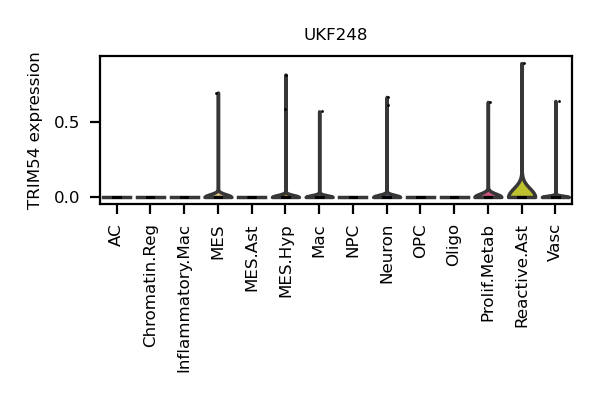 UKF248
TRIM54 expression
0.5
0.0
AC
Chromatin.Reg
Inflammatory.Mac
MES
MES.Ast
MES.Hyp
Mac
NPC
Neuron
OPC
Oligo
Prolif.Metab
Reactive.Ast
Vasc